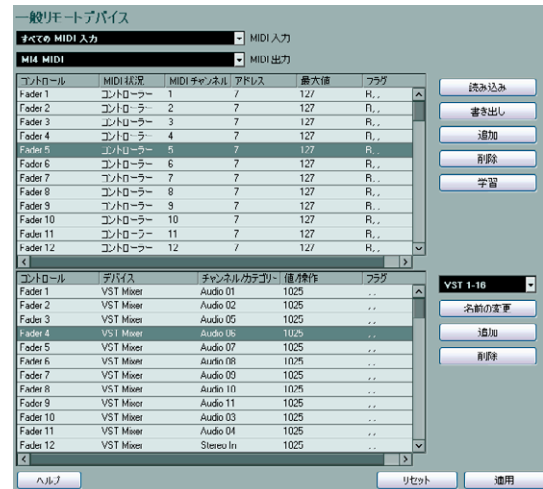 一般リモートデバイス
すべての MIDI 入力 MIDI 入力
MI4 MIDI MIDI 出力
コントロール MIDI 状況 MIDI チャンネル アドレス 最大値 フラグ
Fader 1 コントローラー 1 7 127 R, , 読み込み
Fader 2 コントローラー 2 7 127 R, , 書き出し
Fader 3 コントローラー 3 7 127 R, ,
Fader 4 コントローラー 4 7 127 R, , 追加
Fader 5 コントローラー 5 7 127 R, ,
Fader 6 コントローラー 6 7 127 R, , 削除
Fader 7 コントローラー 7 7 127 R, ,
Fader 8 コントローラー 8 7 127 R, , 学習
Fader 9 コントローラー 9 7 127 R, ,
Fader 10 コントローラー 10 7 127 R, ,
Fader 11 コントローラー 11 7 127 R, ,
Fader 12 コントローラー 12 7 127 R, ,
コントロール デバイス チャンネル/カテゴリー 値/操作 フラグ VST 1-16
Fader 1 VST Mixer Audio 01 1025 , ,
Fader 2 VST Mixer Audio 02 1025 , , 名前の変更
Fader 3 VST Mixer Audio 05 1025 , ,
Fader 4 VST Mixer Audio 06 1025 , , 追加
Fader 5 VST Mixer Audio 07 1025 , ,
Fader 6 VST Mixer Audio 08 1025 , , 削除
Fader 7 VST Mixer Audio 09 1025 , ,
Fader 8 VST Mixer Audio 10 1025 , ,
Fader 9 VST Mixer Audio 11 1025 , ,
Fader 10 VST Mixer Audio 03 1025 , ,
Fader 11 VST Mixer Audio 04 1025 , ,
Fader 12 VST Mixer Stereo In 1025 , ,
ヘルプ リセット 適用